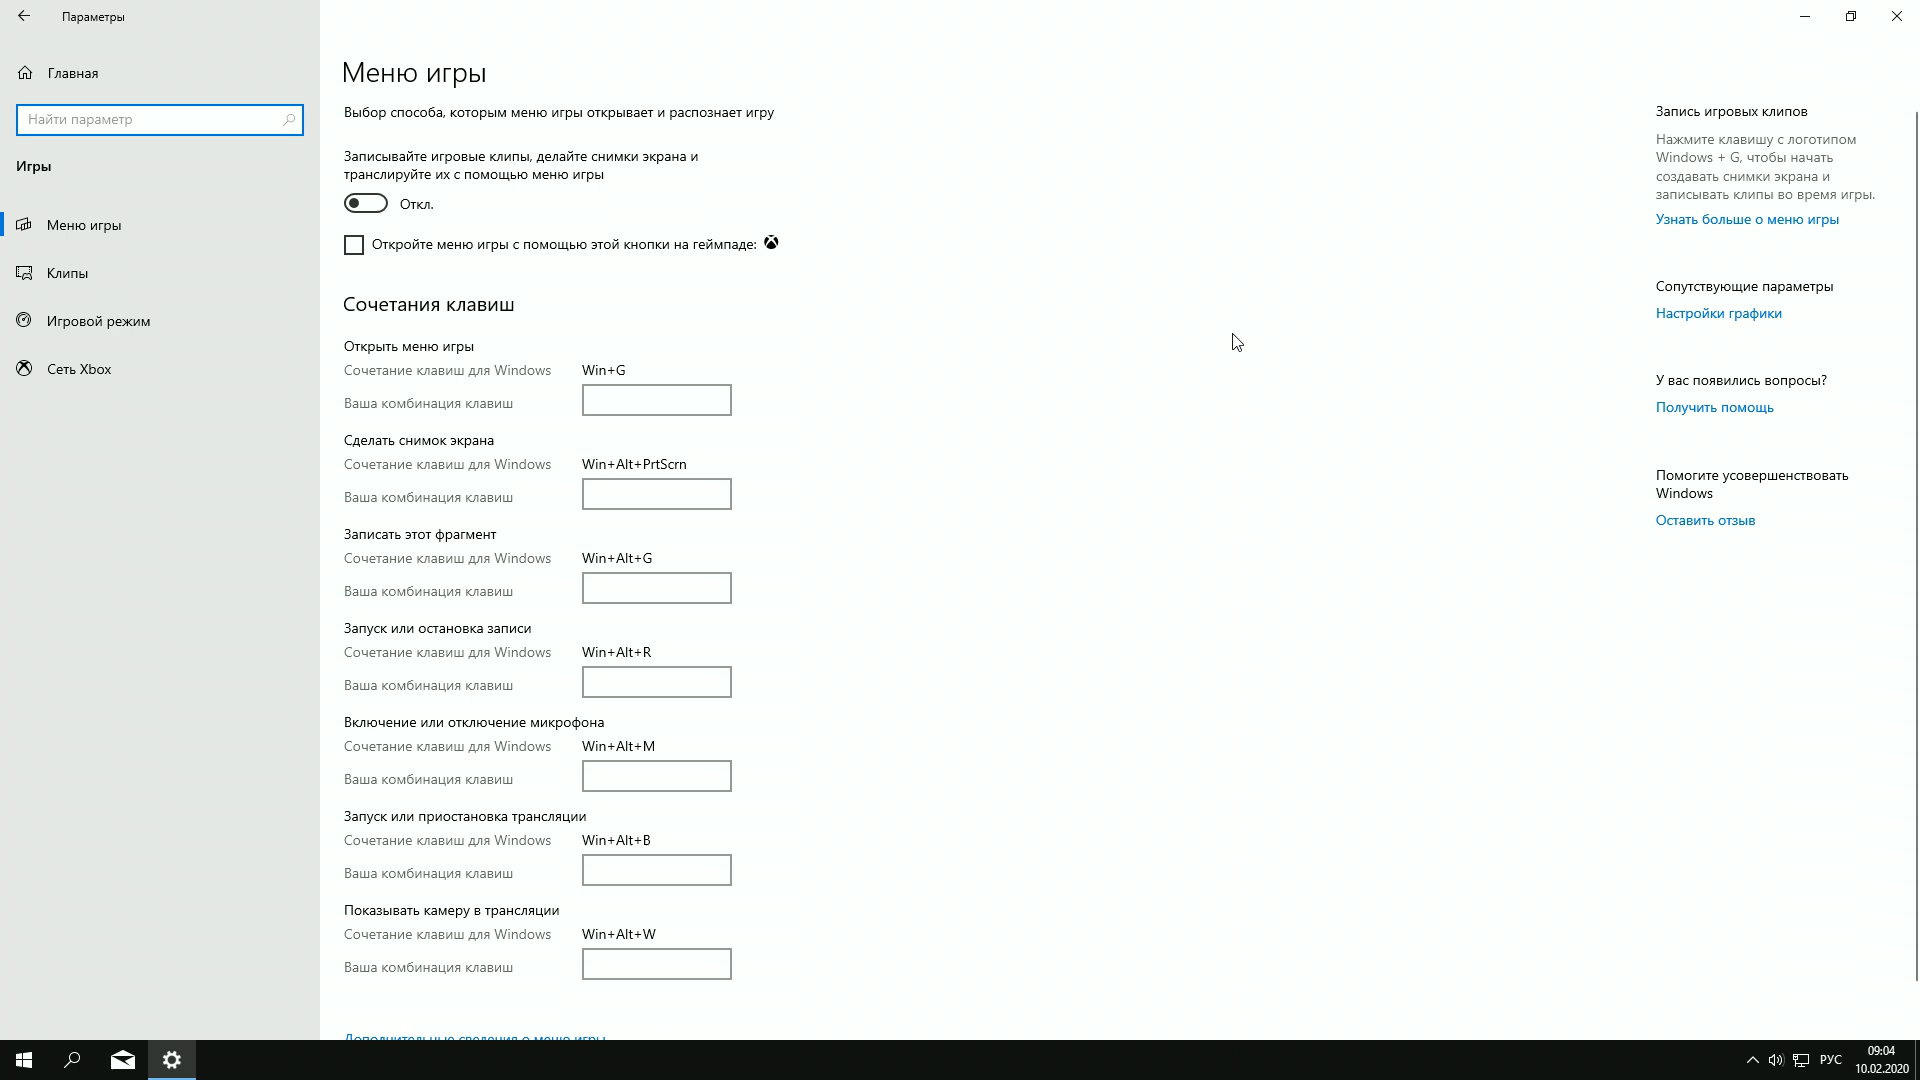 Параметры
Главная
Найти параметр
Игры
Меню игры
Клипы
Игровой режим
Сеть Xbox
Меню игры
Выбор способа, которым меню игры открывает и распознает игру
Записывайте игровые клипы, делайте снимки экрана и
транслируйте их с помощью меню игры
Откл.
Откройте меню игры с помощью этой кнопки на геймпаде:
Сочетания клавиш
Открыть меню игры
Сочетание клавиш для Windows Win+G
Ваша комбинация клавиш
Сделать снимок экрана
Сочетание клавиш для Windows Win+Alt+PrtScrn
Ваша комбинация клавиш
Записать этот фрагмент
Сочетание клавиш для Windows Win+Alt+G
Ваша комбинация клавиш
Запуск или остановка записи
Сочетание клавиш для Windows Win+Alt+R
Ваша комбинация клавиш
Включение или отключение микрофона
Сочетание клавиш для Windows Win+Alt+M
Ваша комбинация клавиш
Запуск или приостановка трансляции
Сочетание клавиш для Windows Win+Alt+B
Ваша комбинация клавиш
Показывать камеру в трансляции
Сочетание клавиш для Windows Win+Alt+W
Ваша комбинация клавиш
Дополнительные сведения о меню игры
Запись игровых клипов
Нажмите клавишу с логотипом
Windows + G, чтобы начать
создавать снимки экрана и
записывать клипы во время игры.
Узнать больше о меню игры
Сопутствующие параметры
Настройки графики
У вас появились вопросы?
Получить помощь
Помогите усовершенствовать
Windows
Оставить отзыв
РУС
09:04
10.02.2020